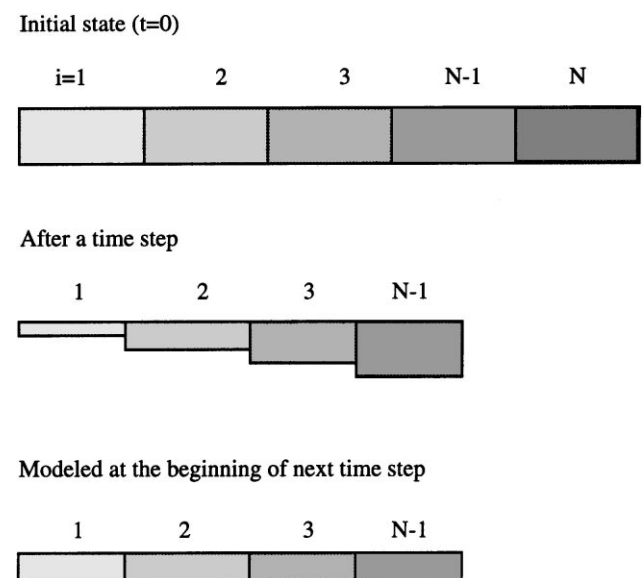 Initial state (t=0)
i=1 2 3 N-1 N
After a time step
1 2 3 N-1
Modeled at the beginning of next time step
1 2 3 N-1